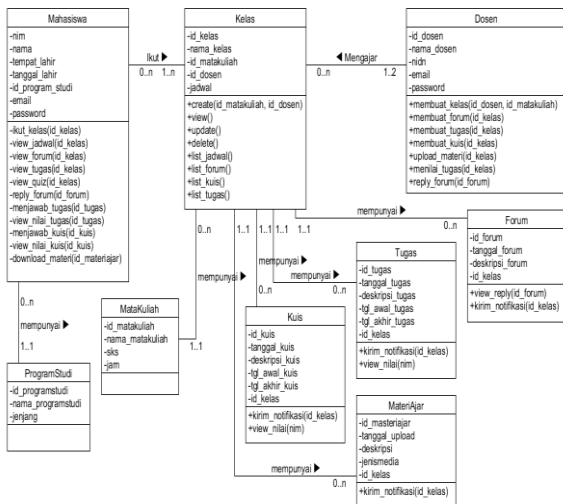 Mahasiswa
-nim
-nama
-tempat_lahir
-tanggal_lahir
-id_program_studi
-email
-password
-ikut_kelas(id_kelas)
-view_jadwal(id_kelas)
-view_forum(id_kelas)
-view_tugas(id_kelas)
-view_quiz(id_kelas)
-reply_forum(id_forum)
-menjawab_tugas(id_tugas)
-view_nilai_tugas(id_tugas)
-menjawab_kuis(id_kuis)
-view_nilai_kuis(id_kuis)
-download_materi(id_materiajar)
Ikut ▶
0..n 1..n
Kelas
-id_kelas
-nama_kelas
-id_matakuliah
-id_dosen
-jadwal
+create(id_matakuliah, id_dosen)
+view()
+update()
+delete()
+list_jadwal()
+list_forum()
+list_kuis()
+list_tugas()
◀ Mengajar
0..n 1..2
Dosen
-id_dosen
-nama_dosen
-nidn
-email
-password
+membuat_kelas(id_dosen, id_matakuliah)
+membuat_forum(id_kelas)
+membuat_tugas(id_kelas)
+membuat_kuis(id_kelas)
+upload_materi(id_kelas)
+menilai_tugas(id_kelas)
+reply_forum(id_forum)
0..n 1..1 1..1 1..1 1..1
mempunyai ▶
0..n
Forum
-id_forum
-tanggal_forum
-deskripsi_forum
-id_kelas
+view_reply(id_forum)
+kirim_notifikasi(id_kelas)
mempunyai ▶
0..n
Tugas
-id_tugas
-tanggal_tugas
-deskripsi_tugas
-tgl_awal_tugas
-tgl_akhir_tugas
-id_kelas
+kirim_notifikasi(id_kelas)
+view_nilai(nim)
mempunyai ▶
0..n
Kuis
-id_kuis
-tanggal_kuis
-deskripsi_kuis
-tgl_awal_kuis
-tgl_akhir_kuis
-id_kelas
+kirim_notifikasi(id_kelas)
+view_nilai(nim)
MataKuliah
-id_matakuliah
-nama_matakuliah
-sks
-jam
1..1
0..n
mempunyai ▶
1..1
ProgramStudi
-id_programstudi
-nama_programstudi
-jenjang
mempunyai ▶
0..n
MateriAjar
-id_masteriajar
-tanggal_upload
-deskripsi
-jenismedia
-id_kelas
+kirim_notifikasi(id_kelas)